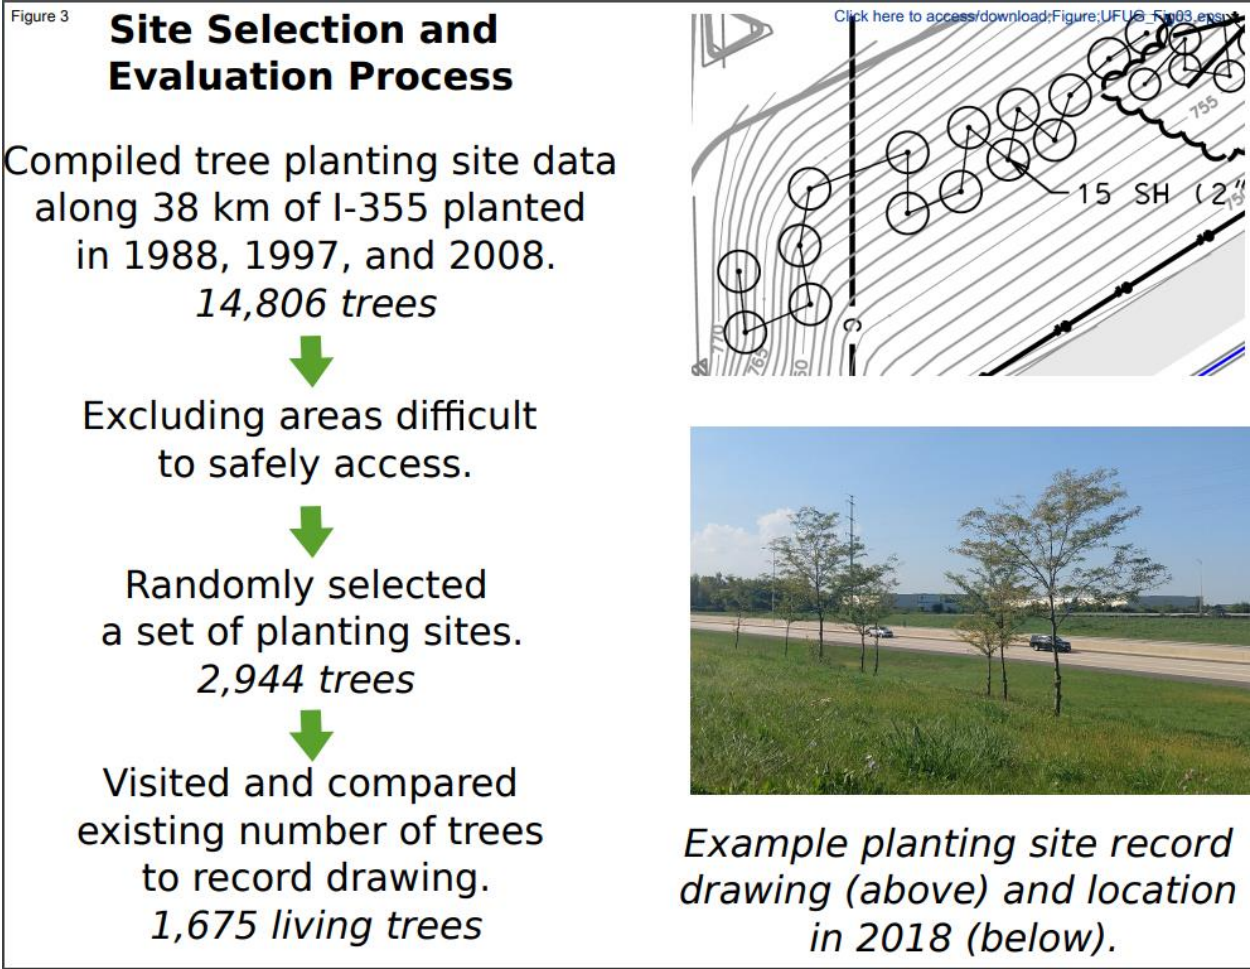 Figure 3
Click here to access/download;Figure;UFUG_Fig03.eps
Site Selection and
Evaluation Process
Compiled tree planting site data
along 38 km of I-355 planted
in 1988, 1997, and 2008.
14,806 trees
Excluding areas difficult
to safely access.
Randomly selected
a set of planting sites.
2,944 trees
Visited and compared
existing number of trees
to record drawing.
1,675 living trees
755
15 SH (2"
C
770
765
Example planting site record
drawing (above) and location
in 2018 (below).